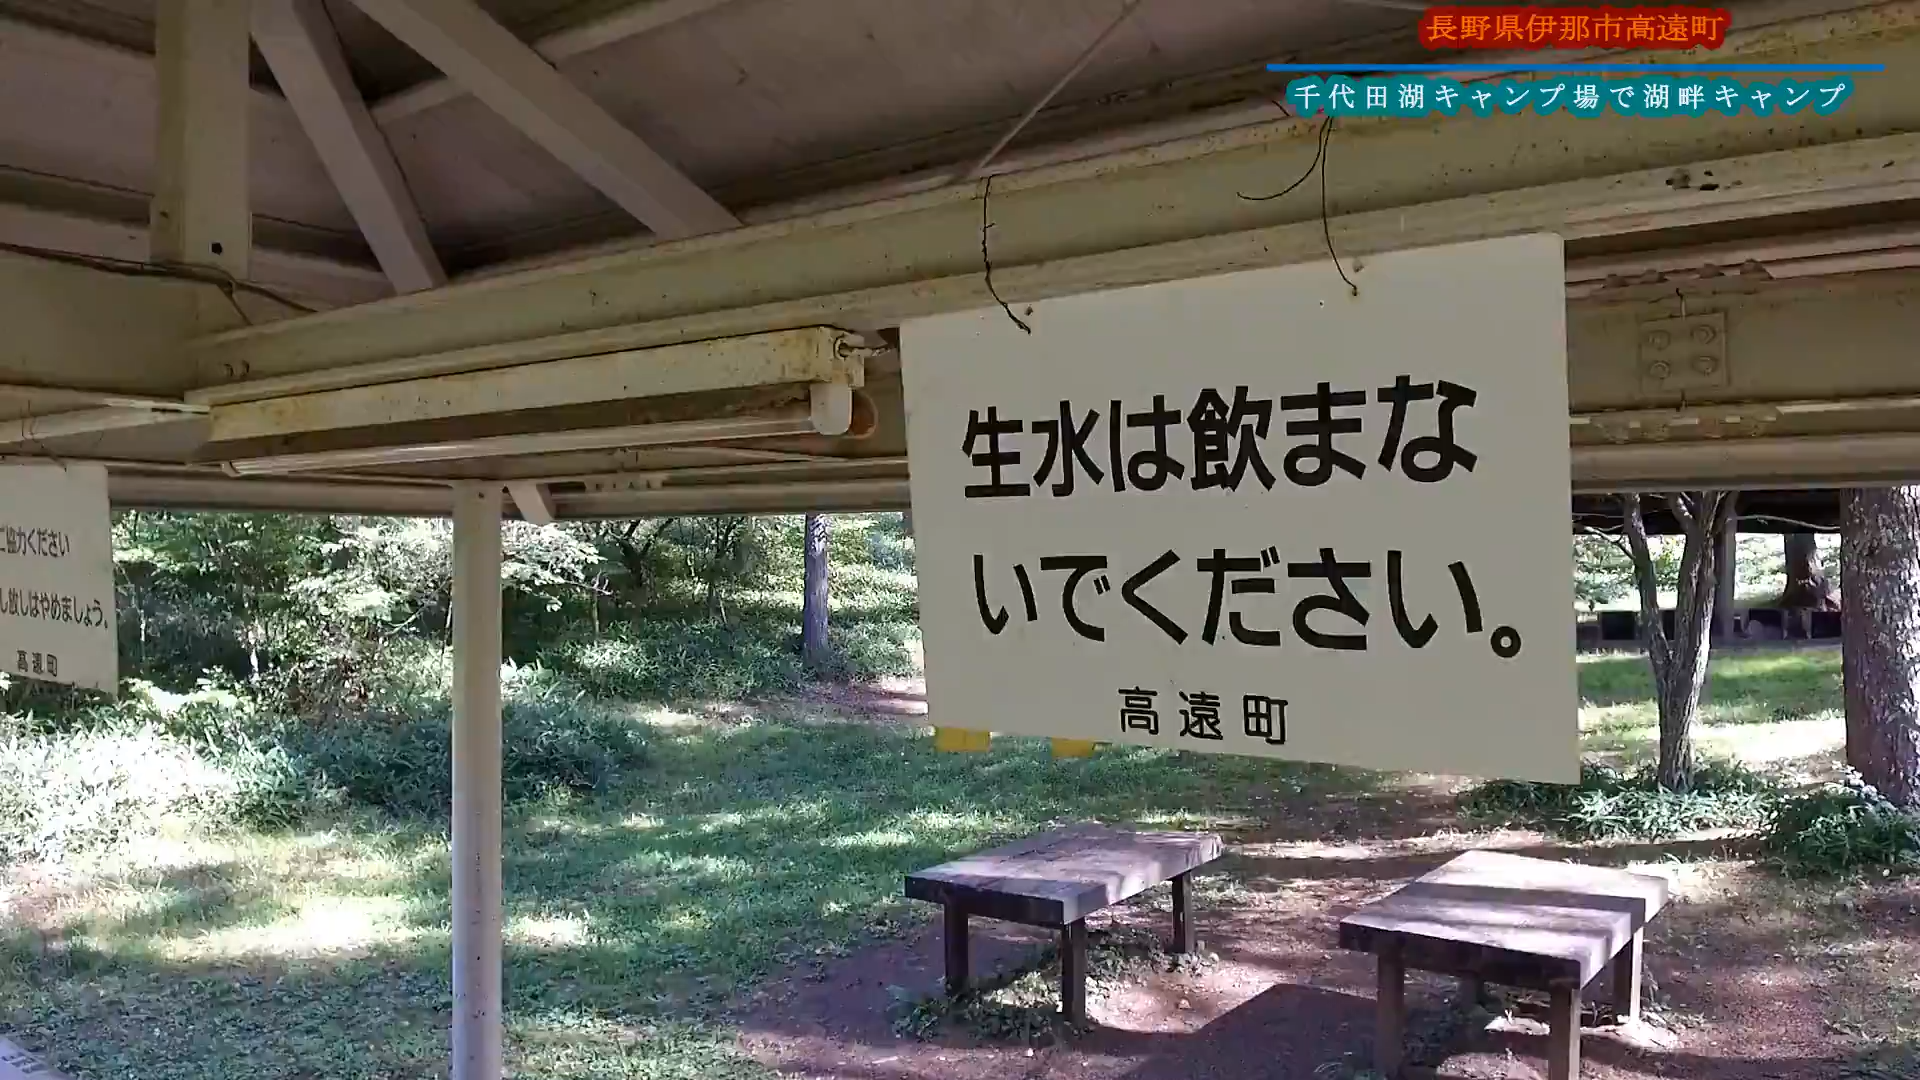 長野県伊那市高遠町
千代田湖キャンプ場で湖畔キャンプ
生水は飲まな
いでください。
高遠町
ご協力ください
し放しはやめましょう。
高遠町